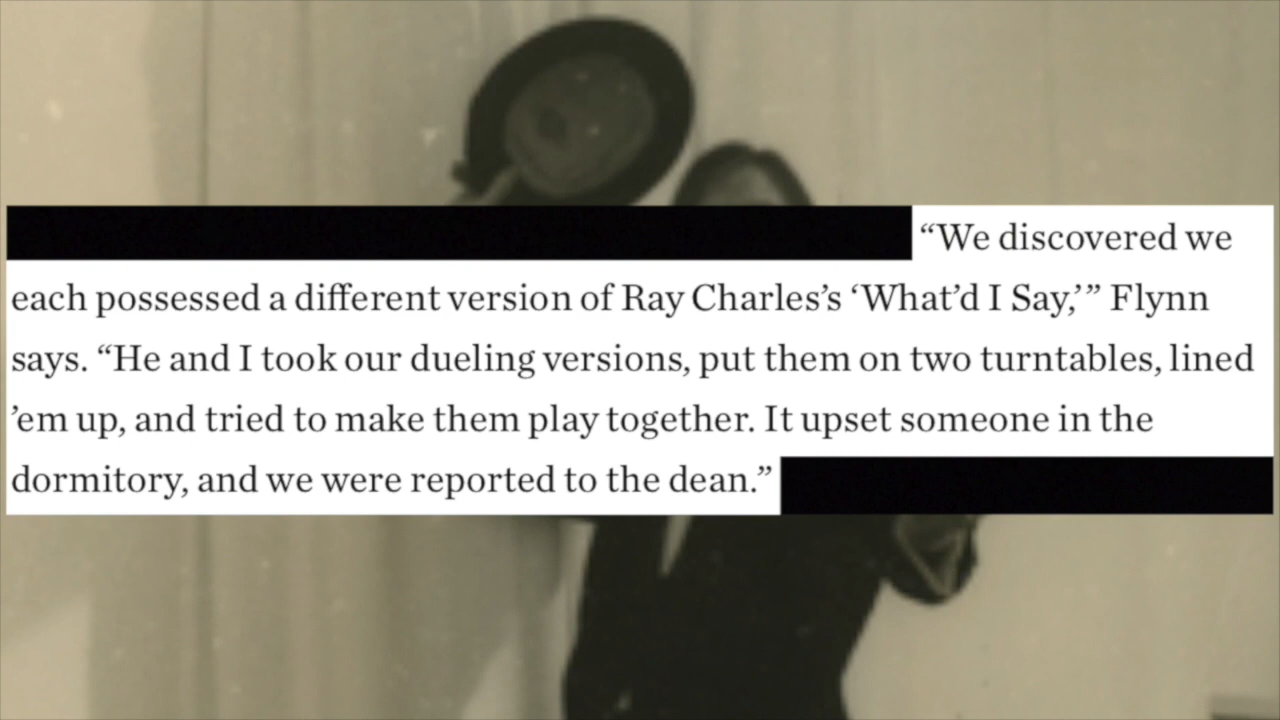 “We discovered we
each possessed a different version of Ray Charles’s ‘What’d I Say,’” Flynn
says. “He and I took our dueling versions, put them on two turntables, lined
’em up, and tried to make them play together. It upset someone in the
dormitory, and we were reported to the dean.”